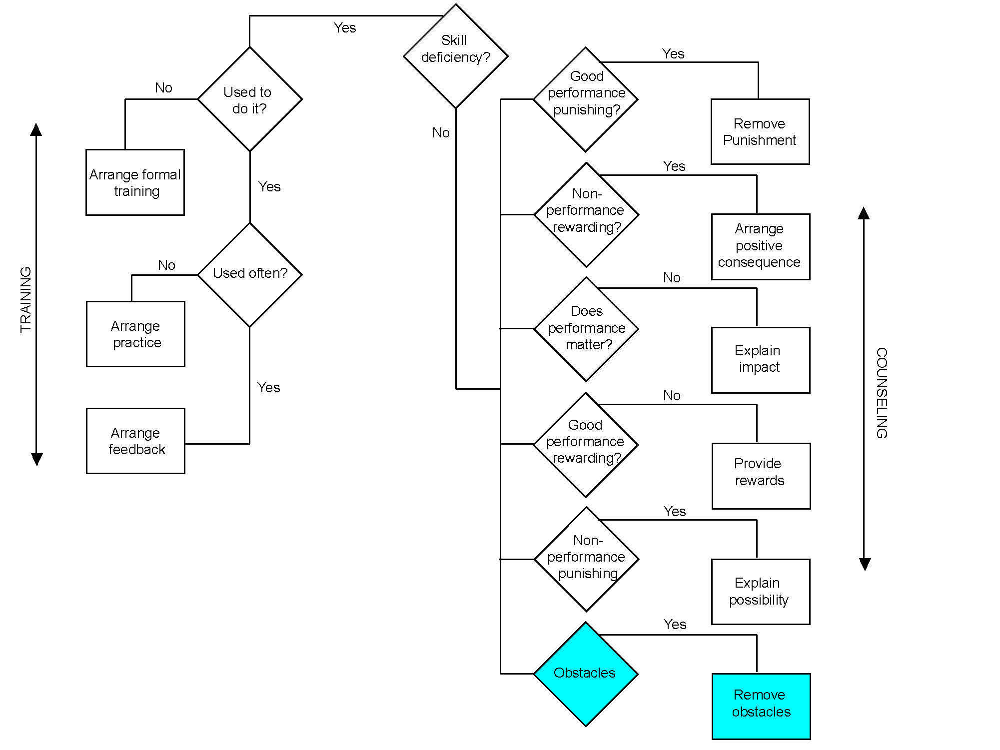 Yes
Skill
deficiency?
Used to
do it?
No
Arrange formal
training
Yes
Used often?
No
Arrange
practice
Yes
Arrange
feedback
TRAINING
No
Good
performance
punishing?
Yes
Remove
Punishment
Non-
performance
rewarding?
Yes
Arrange
positive
consequence
Does
performance
matter?
No
Explain
impact
Good
performance
rewarding?
No
Provide
rewards
Non-
performance
punishing
Yes
Explain
possibility
Obstacles
Yes
Remove
obstacles
COUNSELING